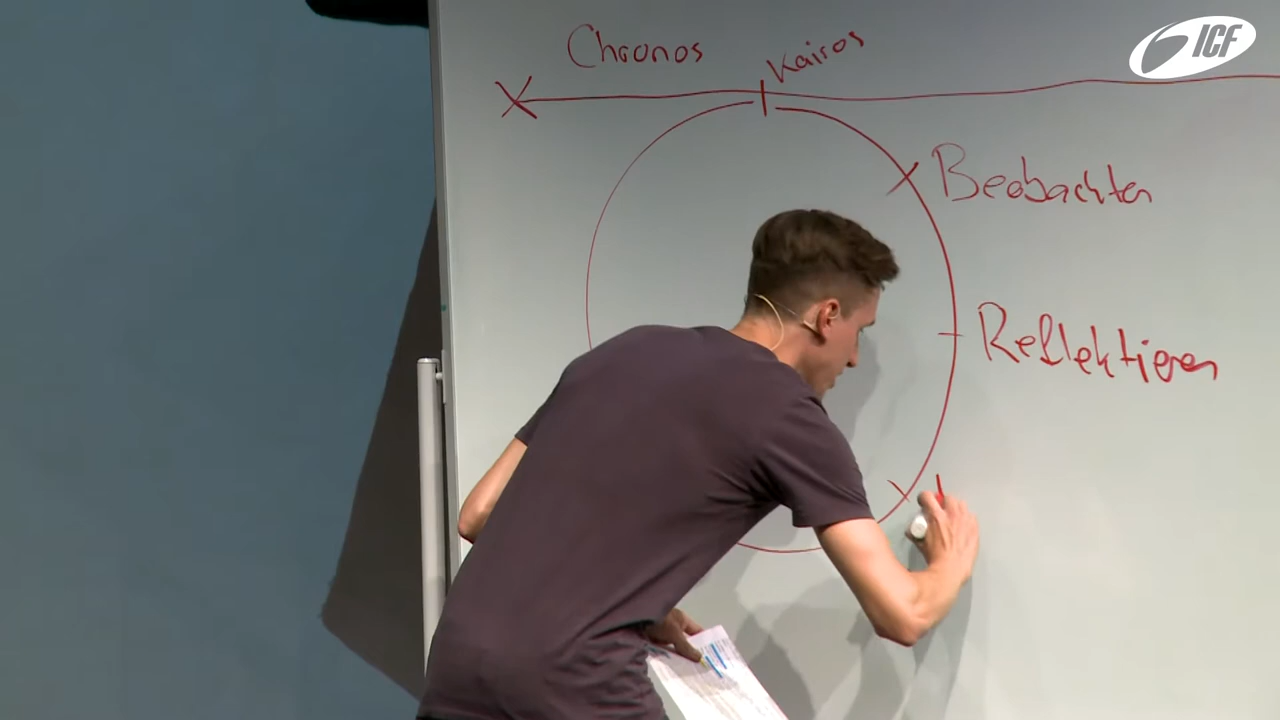 ICF
Chronos
Kairos
Beobachten
Reflektieren